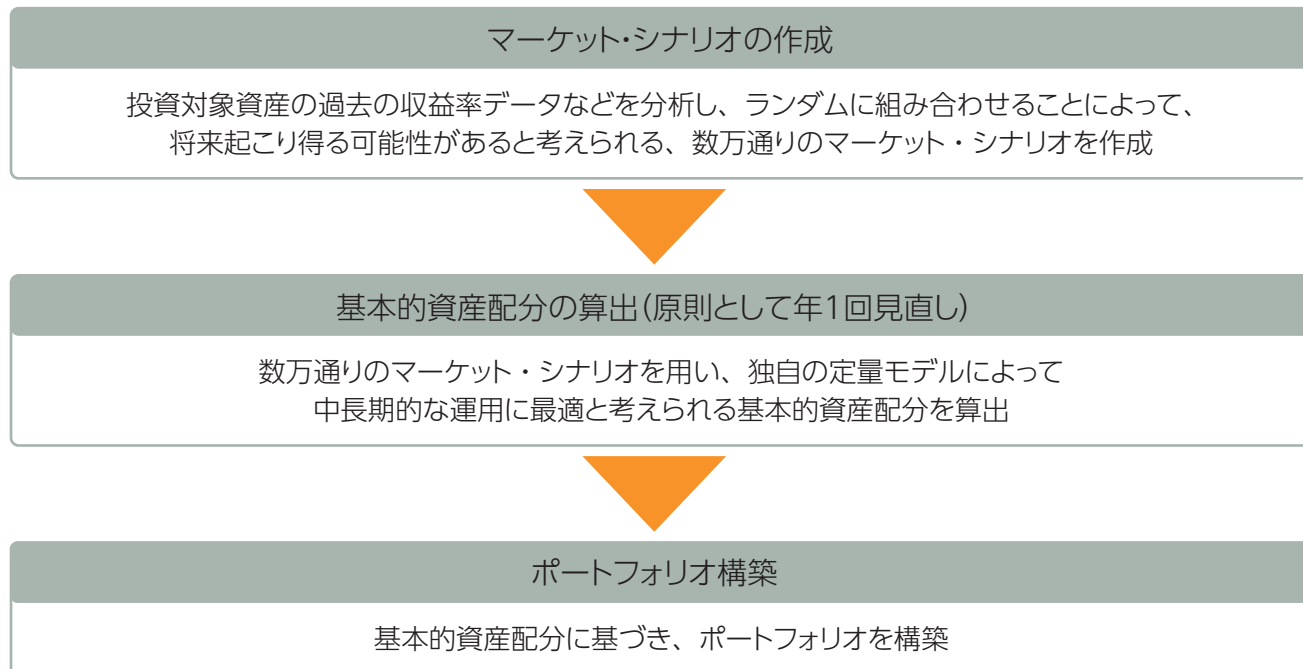 マーケット・シナリオの作成
投資対象資産の過去の収益率データなどを分析し、ランダムに組み合わせることによって、
将来起こり得る可能性があると考えられる、数万通りのマーケット・シナリオを作成
基本的資産配分の算出(原則として年1回見直し)
数万通りのマーケット・シナリオを用い、独自の定量モデルによって
中長期的な運用に最適と考えられる基本的資産配分を算出
ポートフォリオ構築
基本的資産配分に基づき、ポートフォリオを構築